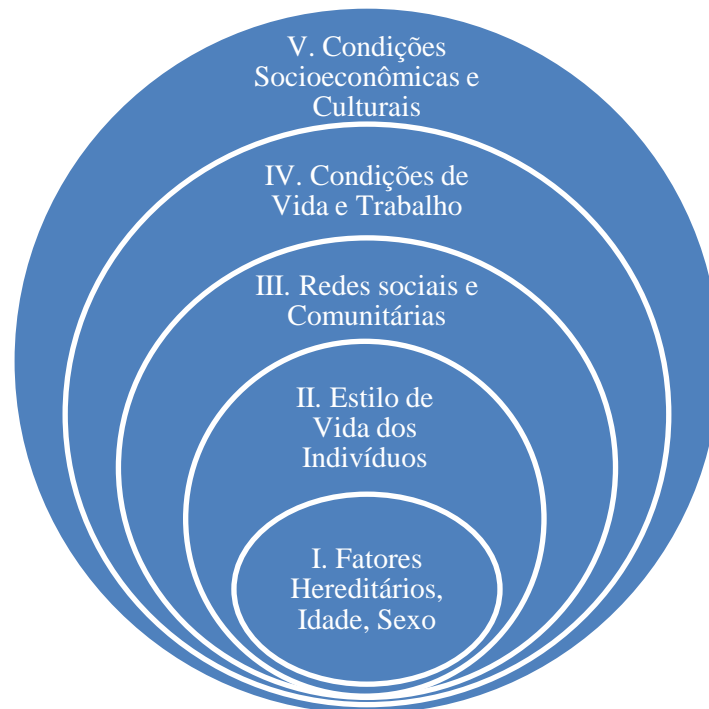 V. Condições
Socioeconômicas e
Culturais
IV. Condições de
Vida e Trabalho
III. Redes sociais e
Comunitárias
II. Estilo de
Vida dos
Indivíduos
I. Fatores
Hereditários,
Idade, Sexo